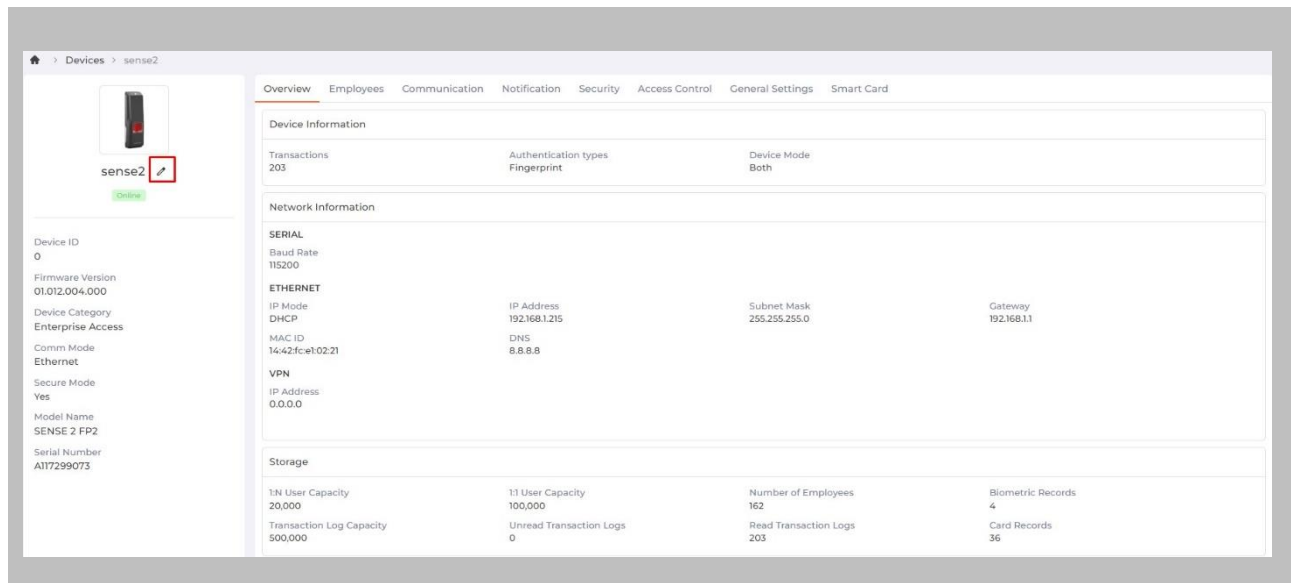 > Devices > sense2
sense2
Online
Device ID
0
Firmware Version
01.012.004.000
Device Category
Enterprise Access
Comm Mode
Ethernet
Secure Mode
Yes
Model Name
SENSE 2 FP2
Serial Number
A117299073
Overview Employees Communication Notification Security Access Control General Settings Smart Card
Device Information
Transactions Authentication types Device Mode
203 Fingerprint Both
Network Information
SERIAL
Baud Rate
115200
ETHERNET
IP Mode IP Address Subnet Mask Gateway
DHCP 192.168.1.215 255.255.255.0 192.168.1.1
MAC ID DNS
14:42:fc:e1:02:21 8.8.8.8
VPN
IP Address
0.0.0.0
Storage
1:N User Capacity 1:1 User Capacity Number of Employees Biometric Records
20,000 100,000 162 4
Transaction Log Capacity Unread Transaction Logs Read Transaction Logs Card Records
500,000 0 203 36